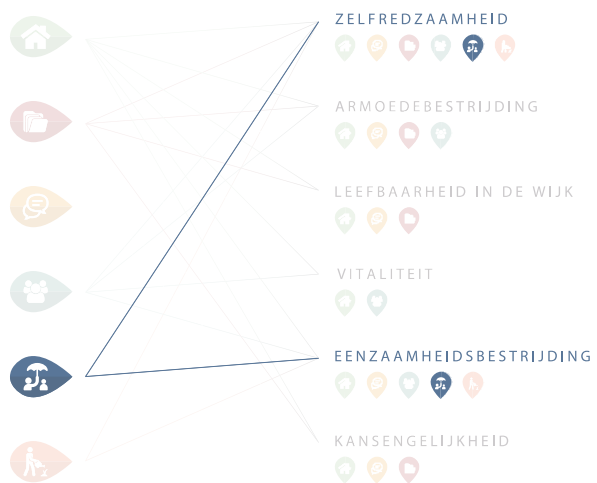 ZELFREDZAAMHEID
ARMOEDEBESTRIJDING
LEEFBAARHEID IN DE WIJK
VITALITEIT
EENZAAMHEIDSBESTRIJDING
KANSENGELIJKHEID